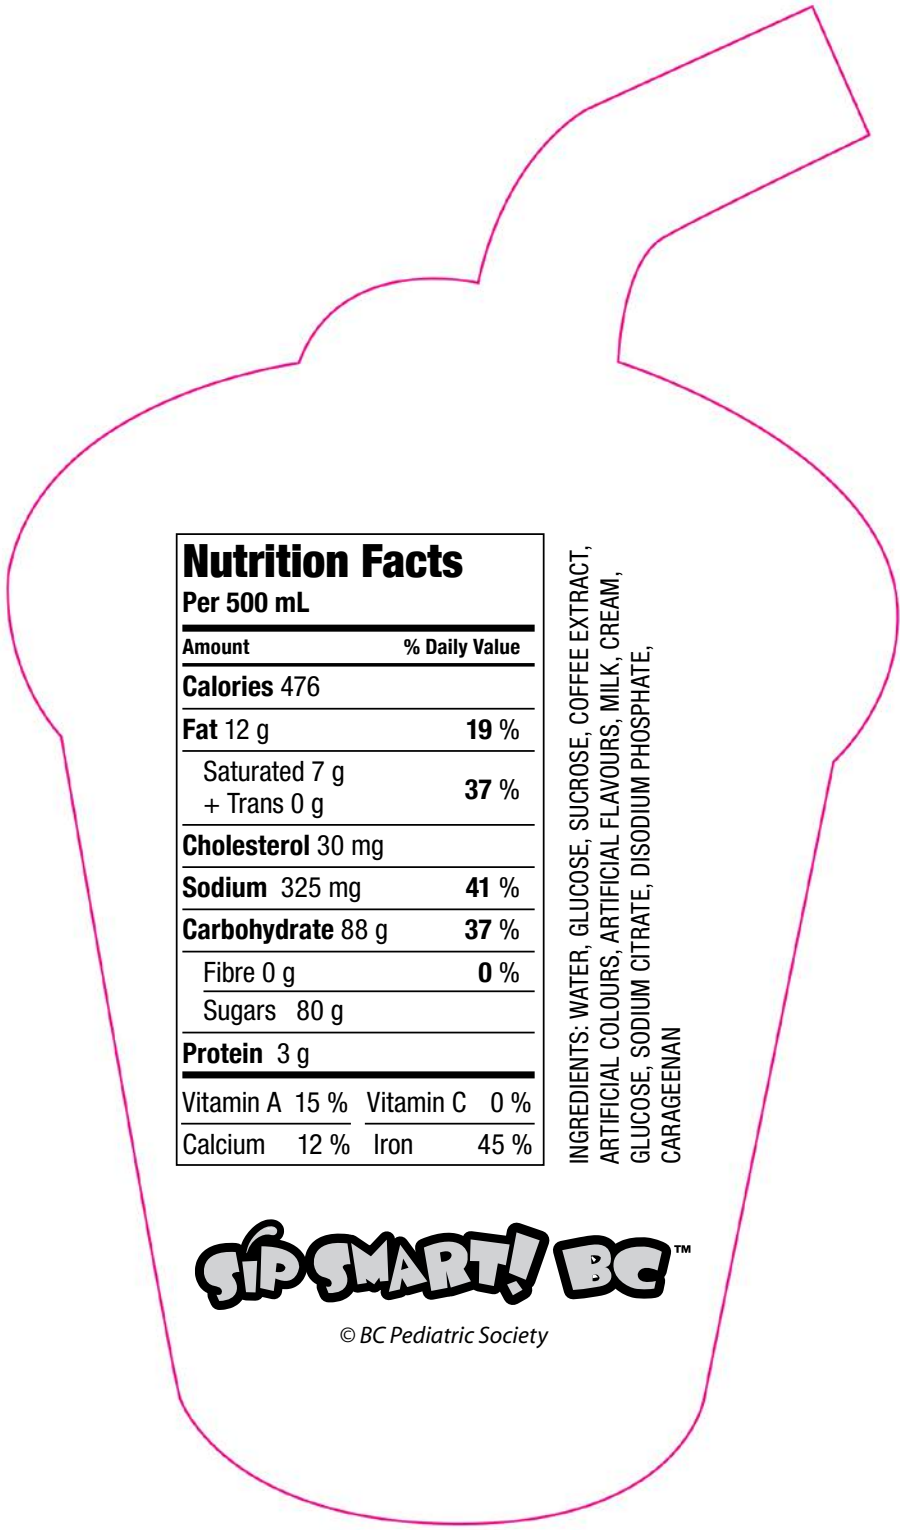 Nutrition Facts
Per 500 mL
Amount % Daily Value
Calories 476
Fat 12 g 19 %
Saturated 7 g
+ Trans 0 g 37 %
Cholesterol 30 mg
Sodium 325 mg 41 %
Carbohydrate 88 g 37 %
Fibre 0 g 0 %
Sugars 80 g
Protein 3 g
Vitamin A 15 % Vitamin C 0 %
Calcium 12 % Iron 45 %
INGREDIENTS: WATER, GLUCOSE, SUCROSE, COFFEE EXTRACT,
ARTIFICIAL COLOURS, ARTIFICIAL FLAVOURS, MILK, CREAM,
GLUCOSE, SODIUM CITRATE, DISODIUM PHOSPHATE,
CARAGEENAN
SIP SMART! BC™
© BC Pediatric Society